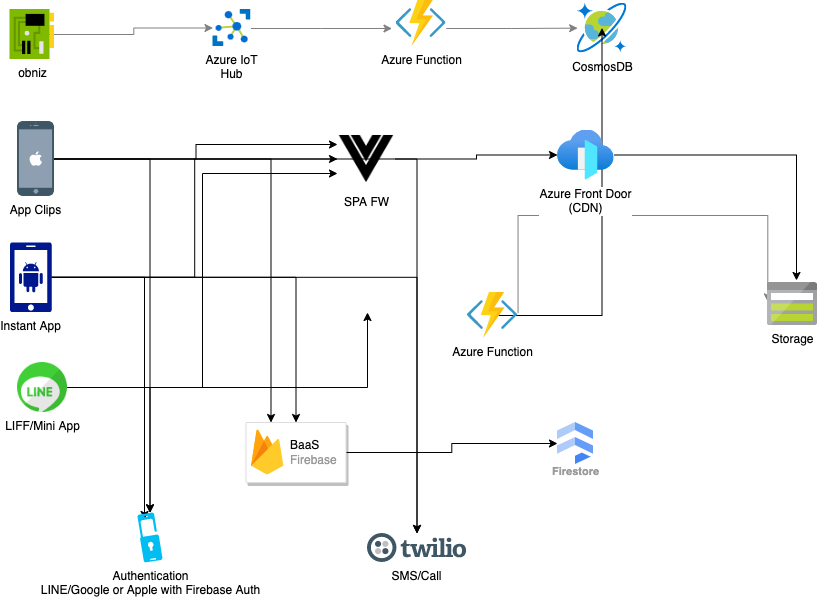 obniz
Azure IoT
Hub
Azure Function
CosmosDB
App Clips
SPA FW
Azure Front Door
(CDN)
Instant App
Azure Function
Storage
LINE
LIFF/Mini App
BaaS
Firebase
Firestore
twilio
SMS/Call
Authentication
LINE/Google or Apple with Firebase Auth